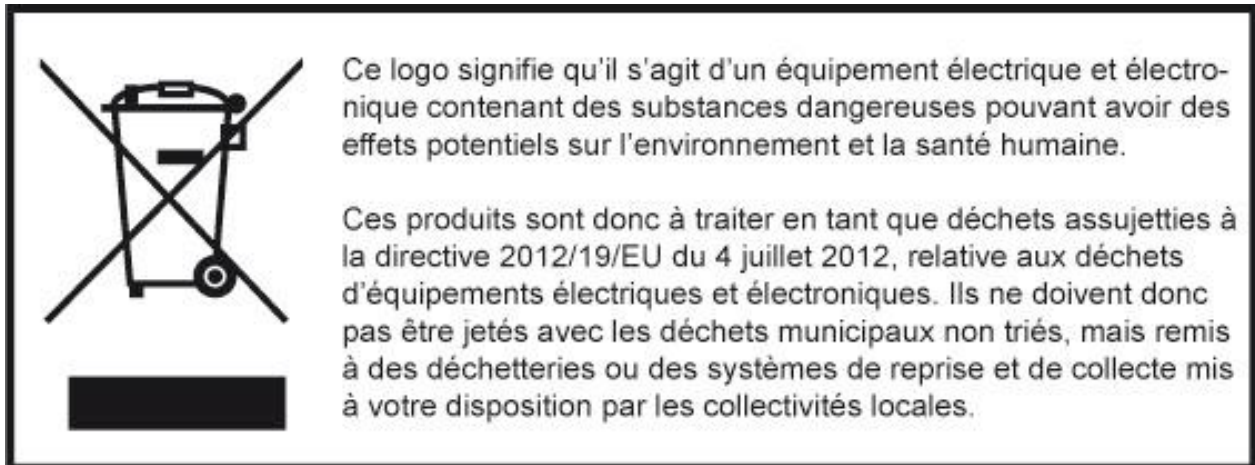 Ce logo signifie qu'il s'agit d'un équipement électrique et électro-
nique contenant des substances dangereuses pouvant avoir des
effets potentiels sur l'environnement et la santé humaine.
Ces produits sont donc à traiter en tant que déchets assujetties à
la directive 2012/19/EU du 4 juillet 2012, relative aux déchets
d'équipements électriques et électroniques. Ils ne doivent donc
pas être jetés avec les déchets municipaux non triés, mais remis
à des déchetteries ou des systèmes de reprise et de collecte mis
à votre disposition par les collectivités locales.